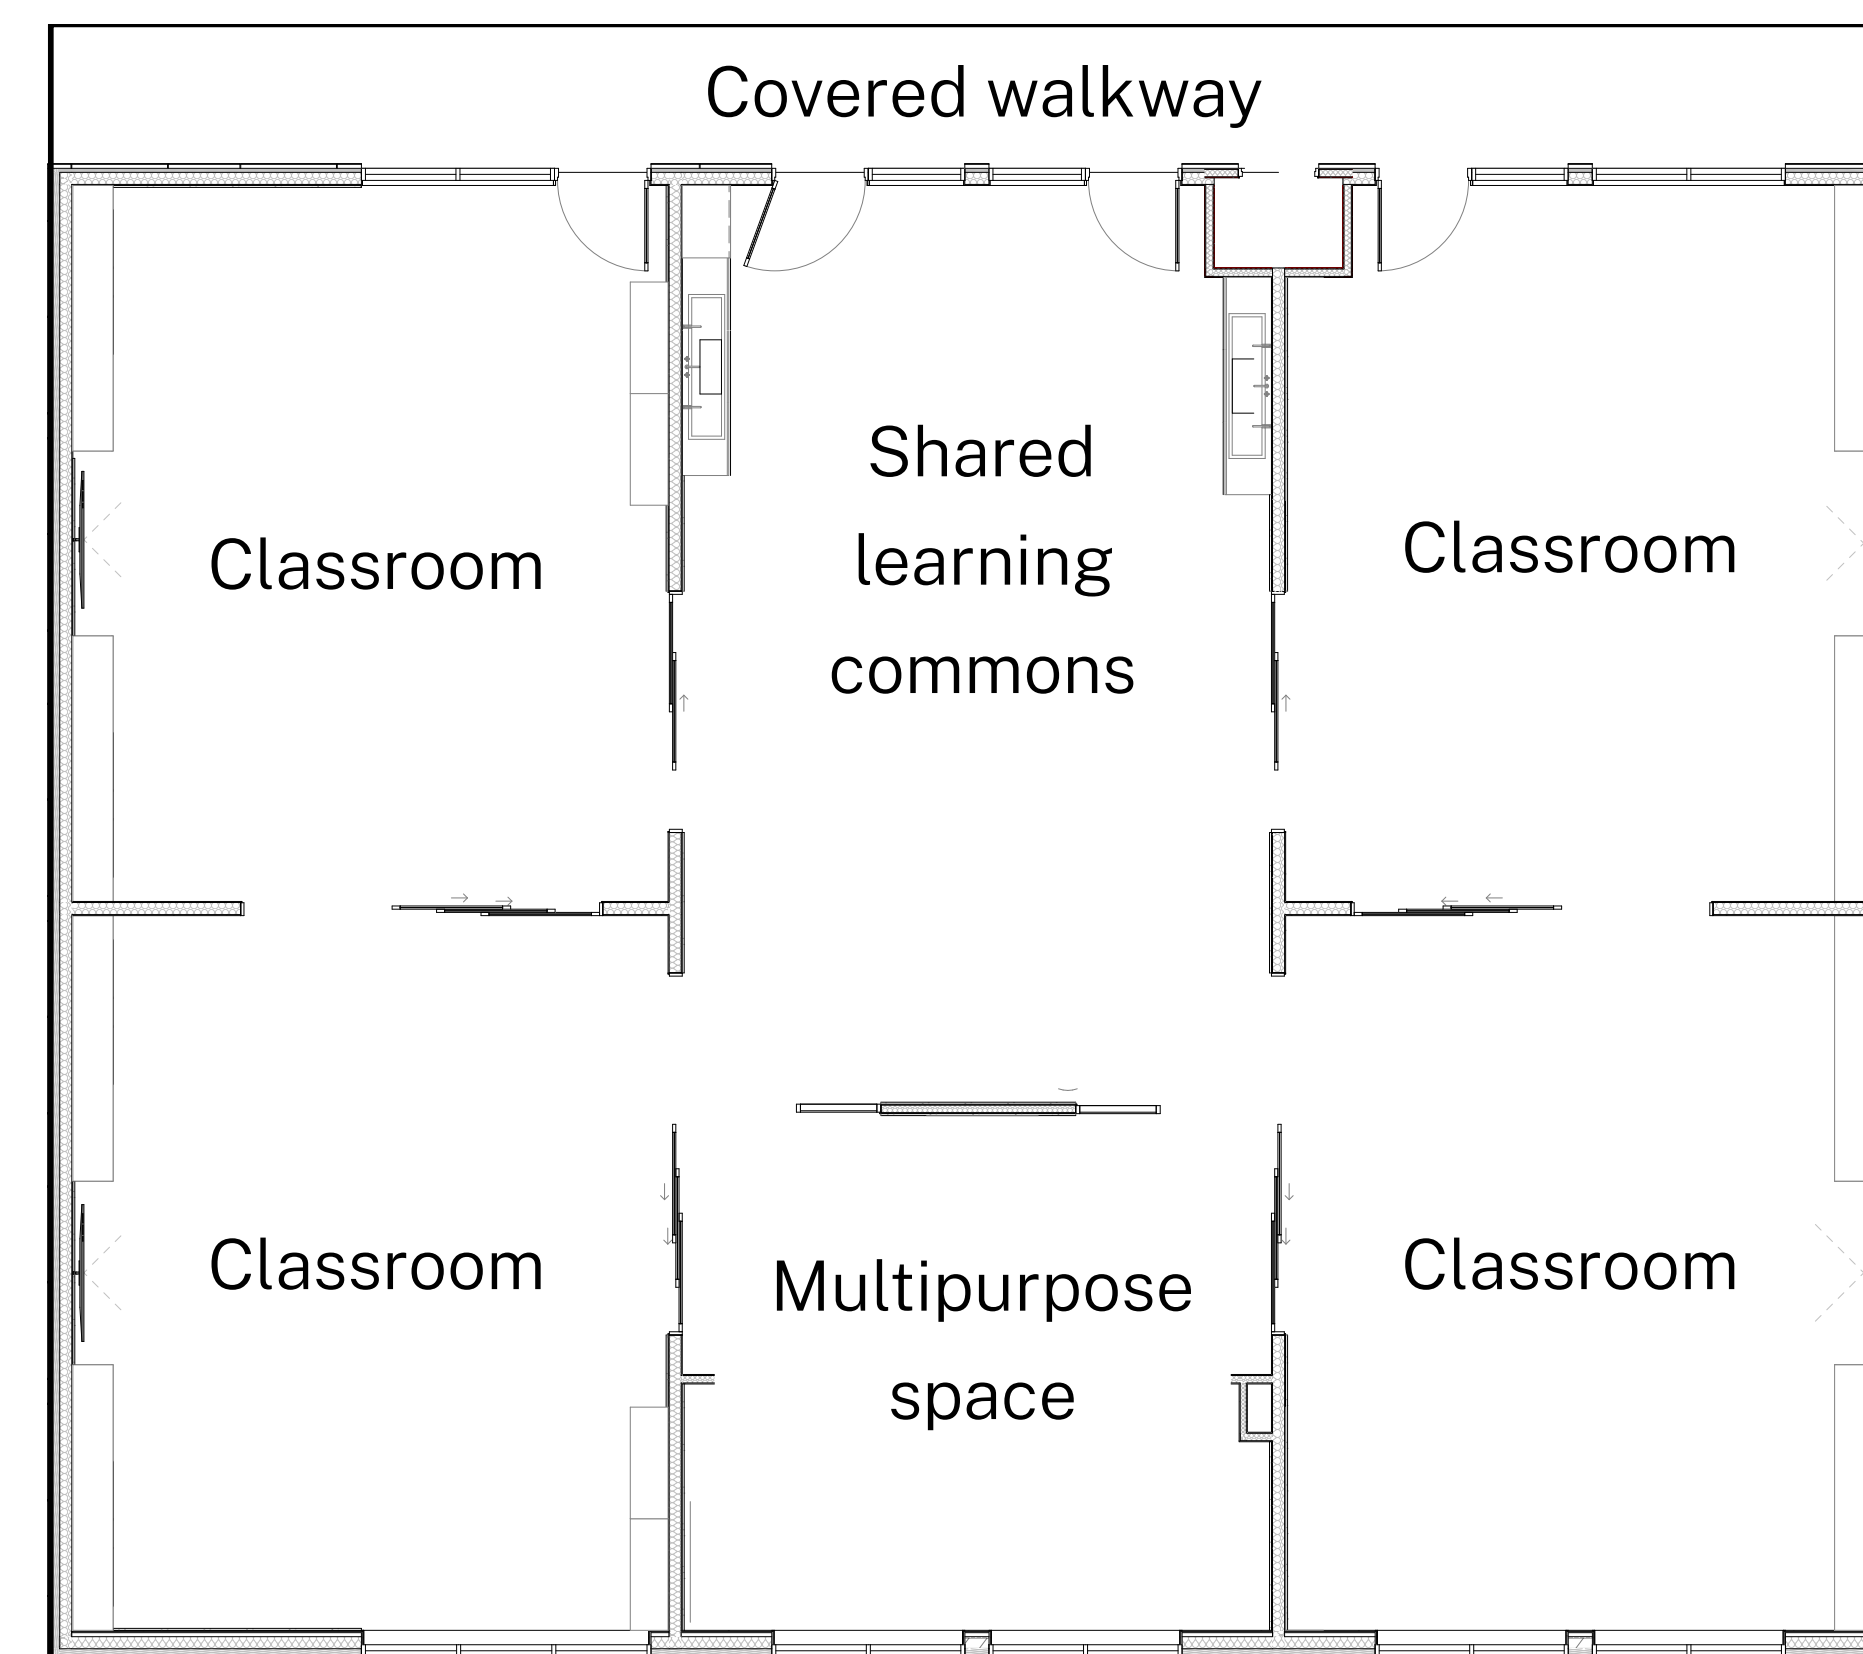 Covered walkway
Shared
learning
commons
Classroom
Classroom
Classroom
Multipurpose
space
Classroom